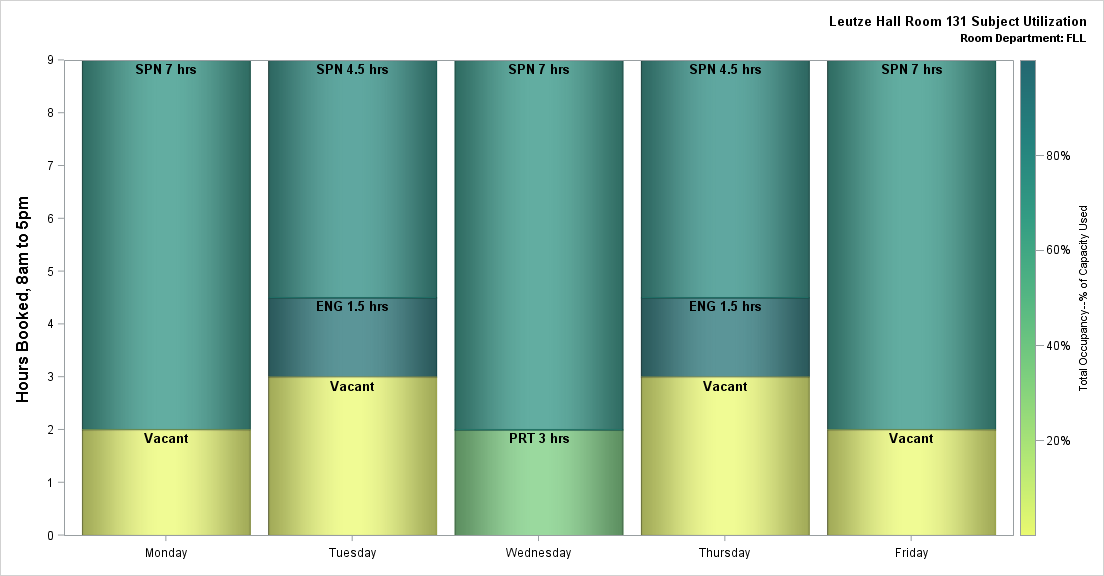 Leutze Hall Room 131 Subject Utilization
Room Department: FLL
Hours Booked, 8am to 5pm
9
8
7
6
5
4
3
2
1
0
SPN 7 hrs
Vacant
SPN 4.5 hrs
ENG 1.5 hrs
Vacant
SPN 7 hrs
PRT 3 hrs
SPN 4.5 hrs
ENG 1.5 hrs
Vacant
SPN 7 hrs
Vacant
Monday
Tuesday
Wednesday
Thursday
Friday
80%
60%
40%
20%
Total Occupancy--% of Capacity Used